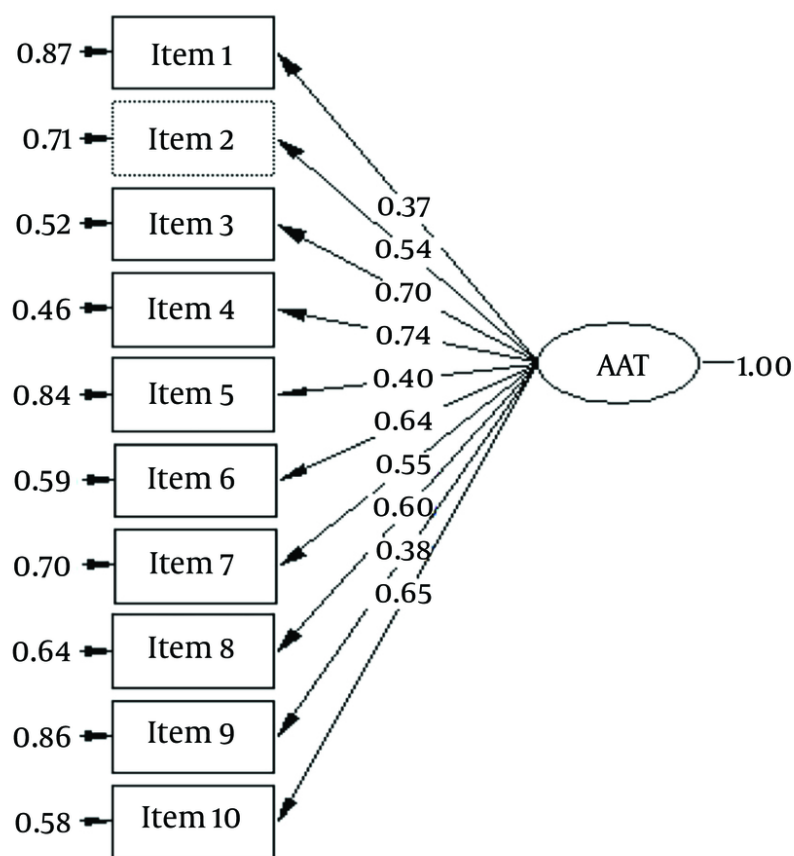 0.87 Item 1
0.71 Item 2
0.37
0.52 Item 3
0.54
0.70
0.46 Item 4
0.74
AAT 1.00
0.84 Item 5
0.40
0.64
0.59 Item 6
0.55
0.60
0.70 Item 7
0.38
0.65
0.64 Item 8
0.86 Item 9
0.58 Item 10